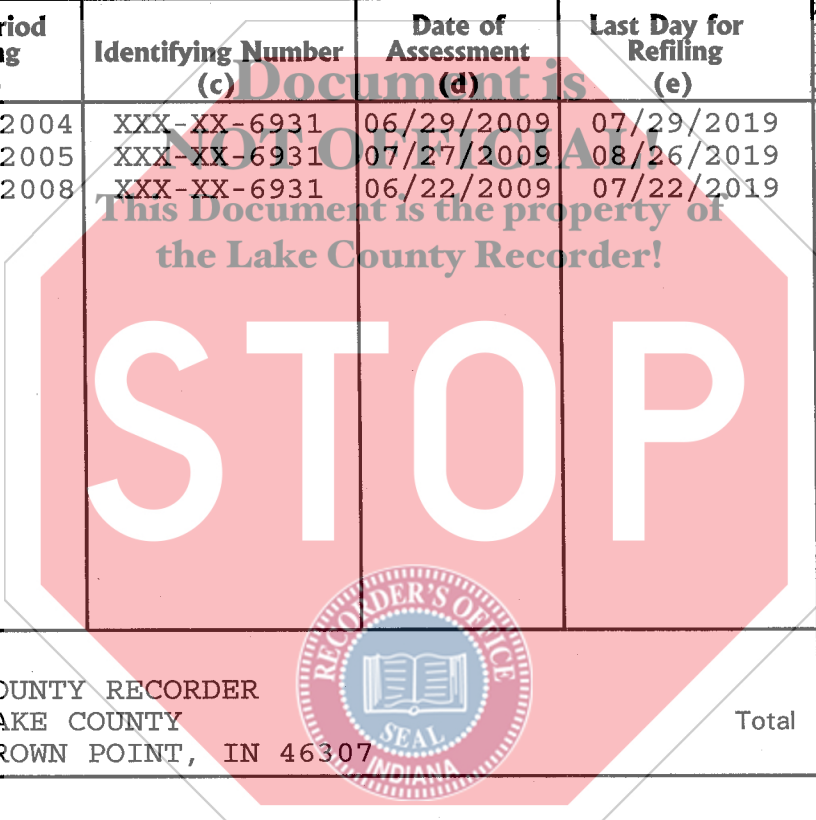 riod Date of Last Day for
ng Identifying Number Assessment Refiling
(c) (d) (e)
Document is
2004 XXX-XX-6931 06/29/2009 07/29/2019
NOT OFFICIAL!
2005 XXX-XX-6931 07/27/2009 08/26/2019
2008 XXX-XX-6931 06/22/2009 07/22/2019
This Document is the property of
the Lake County Recorder!
STOP
RECORDER'S OFFICE
SEAL
INDIANA
OUNTY RECORDER
AKE COUNTY Total
ROWN POINT, IN 46307